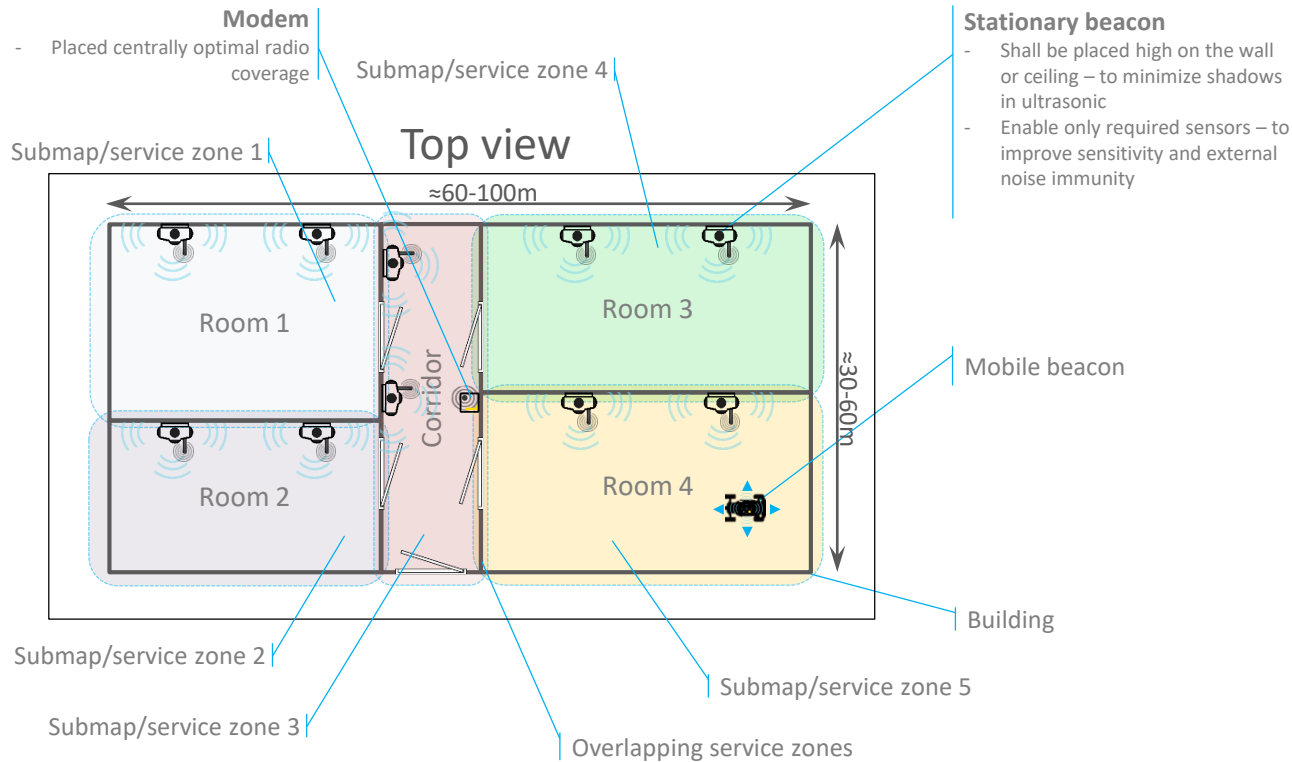 Modem
- Placed centrally optimal radio
coverage
Stationary beacon
- Shall be placed high on the wall
or ceiling – to minimize shadows
in ultrasonic
- Enable only required sensors – to
improve sensitivity and external
noise immunity
Submap/service zone 4
Top view
Submap/service zone 1
≈60-100m
Room 1
Room 3
Corridor
≈30-60m
Mobile beacon
Room 2
Room 4
Building
Submap/service zone 2
Submap/service zone 5
Submap/service zone 3
Overlapping service zones